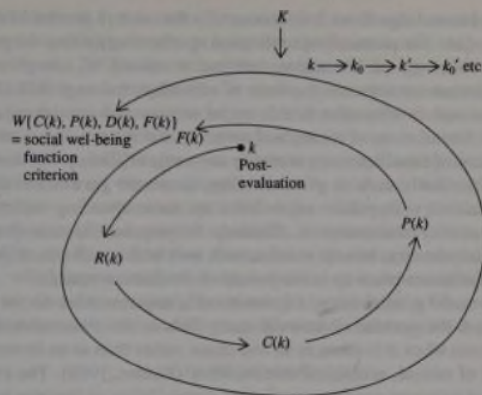 K
k → k₀ → k′ → k₀′ etc
W{C(k), P(k), D(k), F(k)}
= social wel-being
function
criterion
F(k)
k
Post-
evaluation
P(k)
R(k)
C(k)